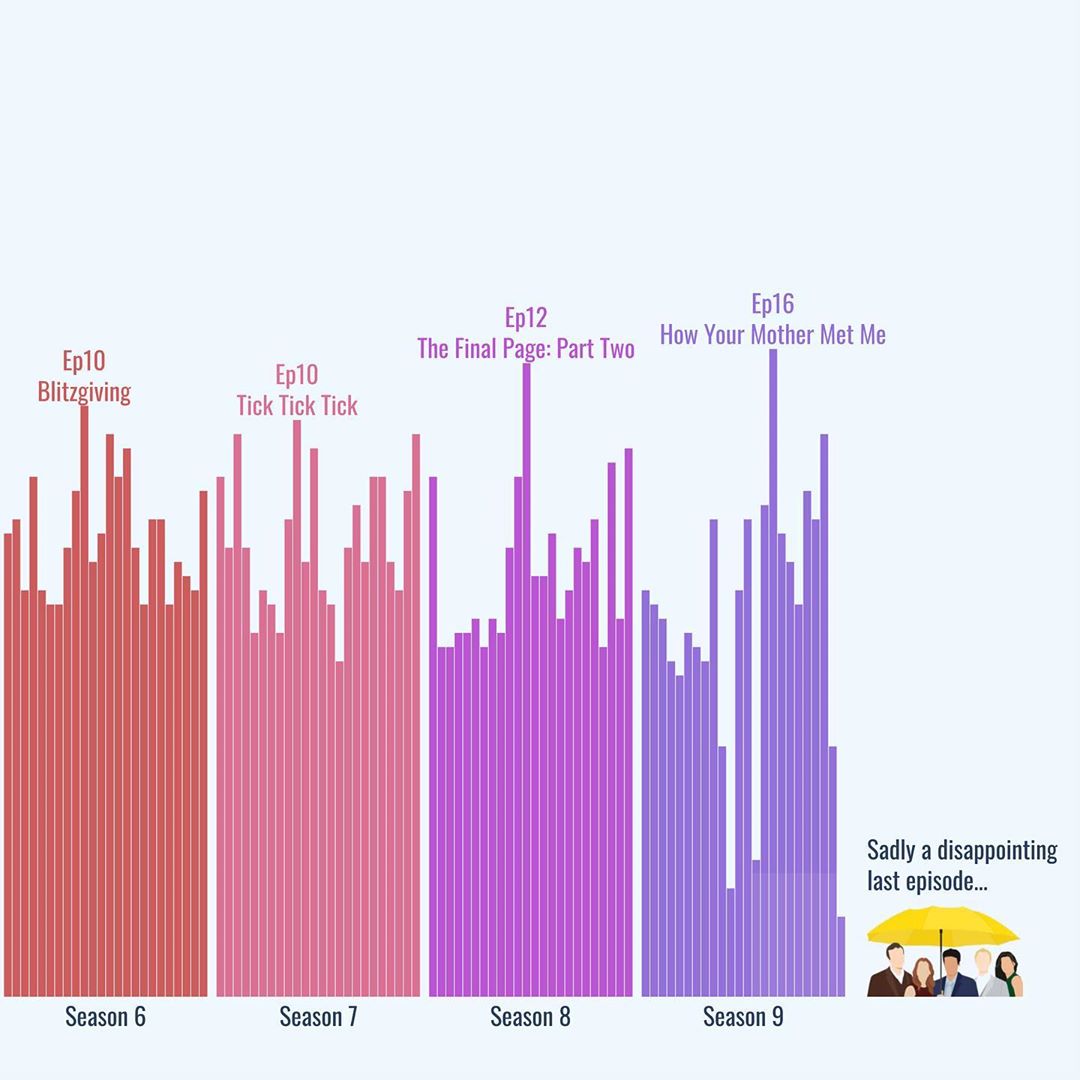 Ep10
Blitzgiving
Ep10
Tick Tick Tick
Ep12
The Final Page: Part Two
Ep16
How Your Mother Met Me
Sadly a disappointing
last episode...
Season 6
Season 7
Season 8
Season 9